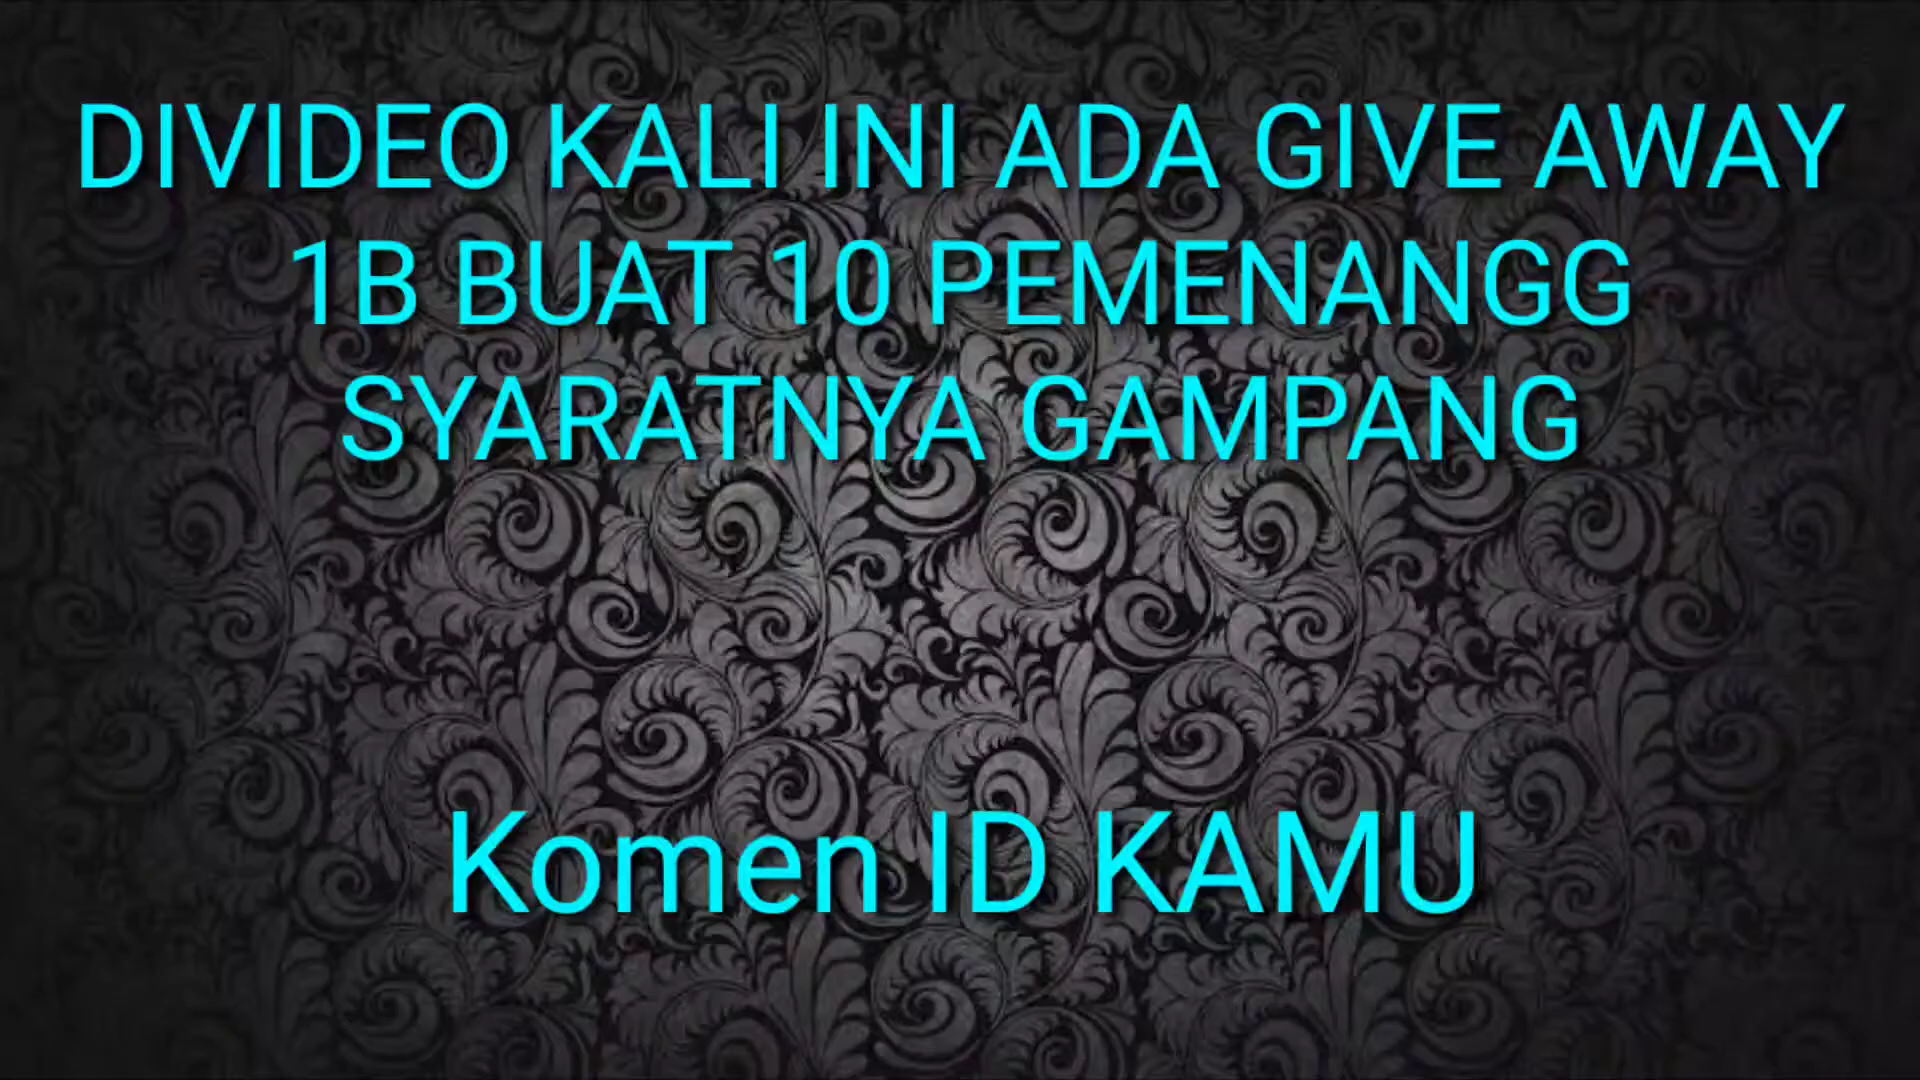 DIVIDEO KALI INI ADA GIVE AWAY
1B BUAT 10 PEMENANGG
SYARATNYA GAMPANG
Komen ID KAMU